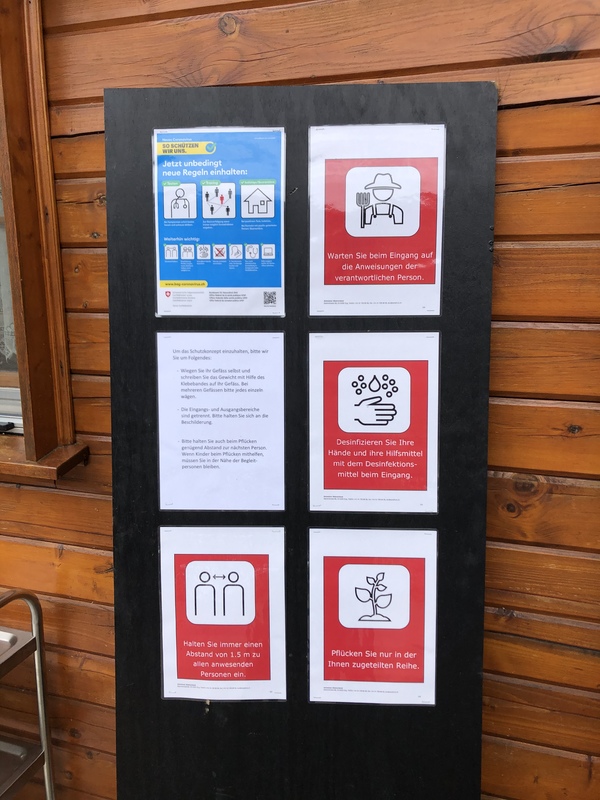 SO SCHÜTZEN
WIR UNS.
Jetzt unbedingt
neue Regeln einhalten:
Weiterhin wichtig:
Warten Sie beim Eingang auf
die Anweisungen der
verantwortlichen Person.
Um das Schutzkonzept einzuholten, bitte wir
Sie um Folgendes:
- Wiegen Sie Ihr Gefäss selbst und
schreiben Sie das Gewicht mit Hilfe des
Klebebandes auf Ihr Gefäss. Bei
mehreren Gefässen bitte jedes einzeln
wägen.
- Die Eingangs- und Ausgangsbereiche
sind getrennt. Bitte halten Sie sich an die
Beschilderung.
- Bitte halten Sie auch beim Pflücken
genügend Abstand zur nächsten Person.
Wenn Kinder beim Pflücken mithelfen,
müssen Sie in der Nähe der Begleit-
personen bleiben.
Desinfizieren Sie Ihre
Hände und ihre Hilfsmittel
mit dem Desinfektions-
mittel beim Eingang.
Halten Sie immer einen
Abstand von 1.5 m zu
allen anwesenden
Personen ein.
Pflücken Sie nur in der
Ihnen zugeteilten Reihe.